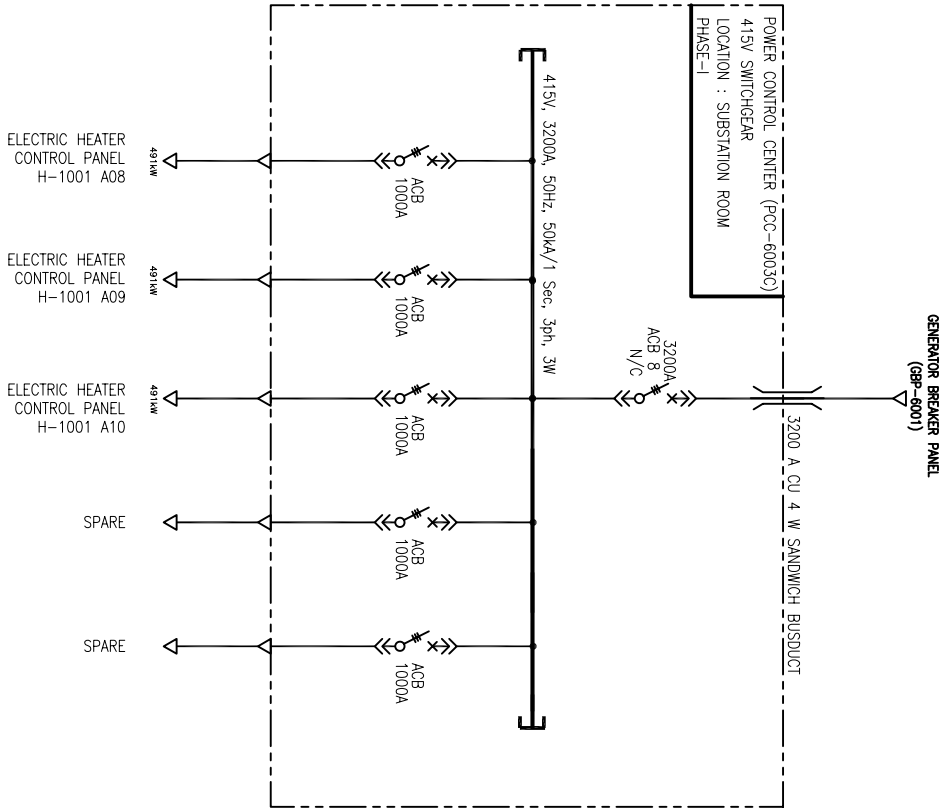 POWER CONTROL CENTER (PCC-6003C)
415V SWITCHGEAR
LOCATION : SUBSTATION ROOM
PHASE-I
GENERATOR BREAKER PANEL
(GBP-6001)
3200 A CU 4 W SANDWICH BUSDUCT
3200A
ACB 8
N/C
415V, 3200A, 50Hz, 50kA/1 Sec, 3ph, 3W
ACB
1000A
ACB
1000A
ACB
1000A
ACB
1000A
ACB
1000A
491kW
ELECTRIC HEATER
CONTROL PANEL
H-1001 A08
491kW
ELECTRIC HEATER
CONTROL PANEL
H-1001 A09
491kW
ELECTRIC HEATER
CONTROL PANEL
H-1001 A10
SPARE
SPARE